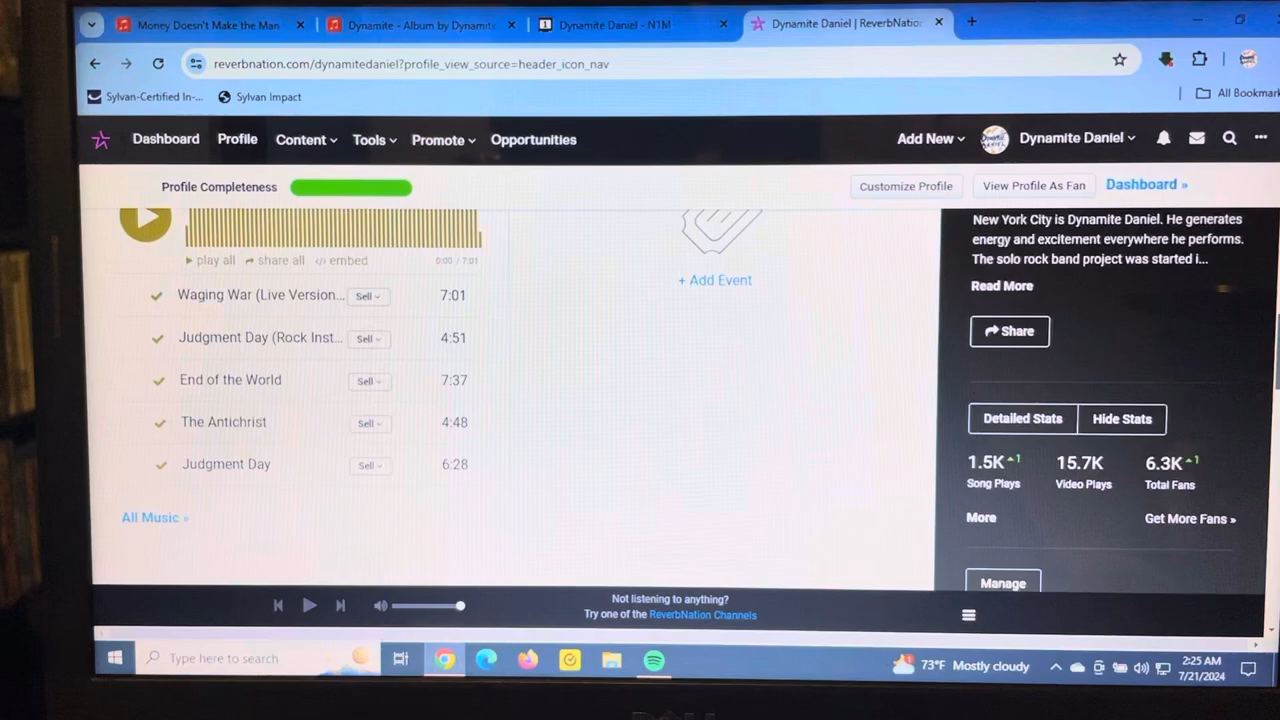 Money Doesn't Make the Man
Dynamite - Album by Dynamite
Dynamite Daniel - N1M
Dynamite Daniel | ReverbNatio
reverbnation.com/dynamitedaniel?profile_view_source=header_icon_nav
Sylvan-Certified In-...
Sylvan Impact
All Bookmark
Dashboard
Profile
Content
Tools
Promote
Opportunities
Add New
Dynamite Daniel
Profile Completeness
Customize Profile
View Profile As Fan
Dashboard »
play all
share all
</> embed
0:00 / 7:01
Waging War (Live Version... Sell 7:01
Judgment Day (Rock Inst... Sell 4:51
End of the World Sell 7:37
The Antichrist Sell 4:48
Judgment Day Sell 6:28
All Music »
+ Add Event
New York City is Dynamite Daniel. He generates
energy and excitement everywhere he performs.
The solo rock band project was started i...
Read More
Share
Detailed Stats
Hide Stats
1.5K 1 15.7K 6.3K 1
Song Plays Video Plays Total Fans
More
Get More Fans »
Manage
Not listening to anything?
Try one of the ReverbNation Channels
Type here to search
73°F Mostly cloudy
2:25 AM
7/21/2024